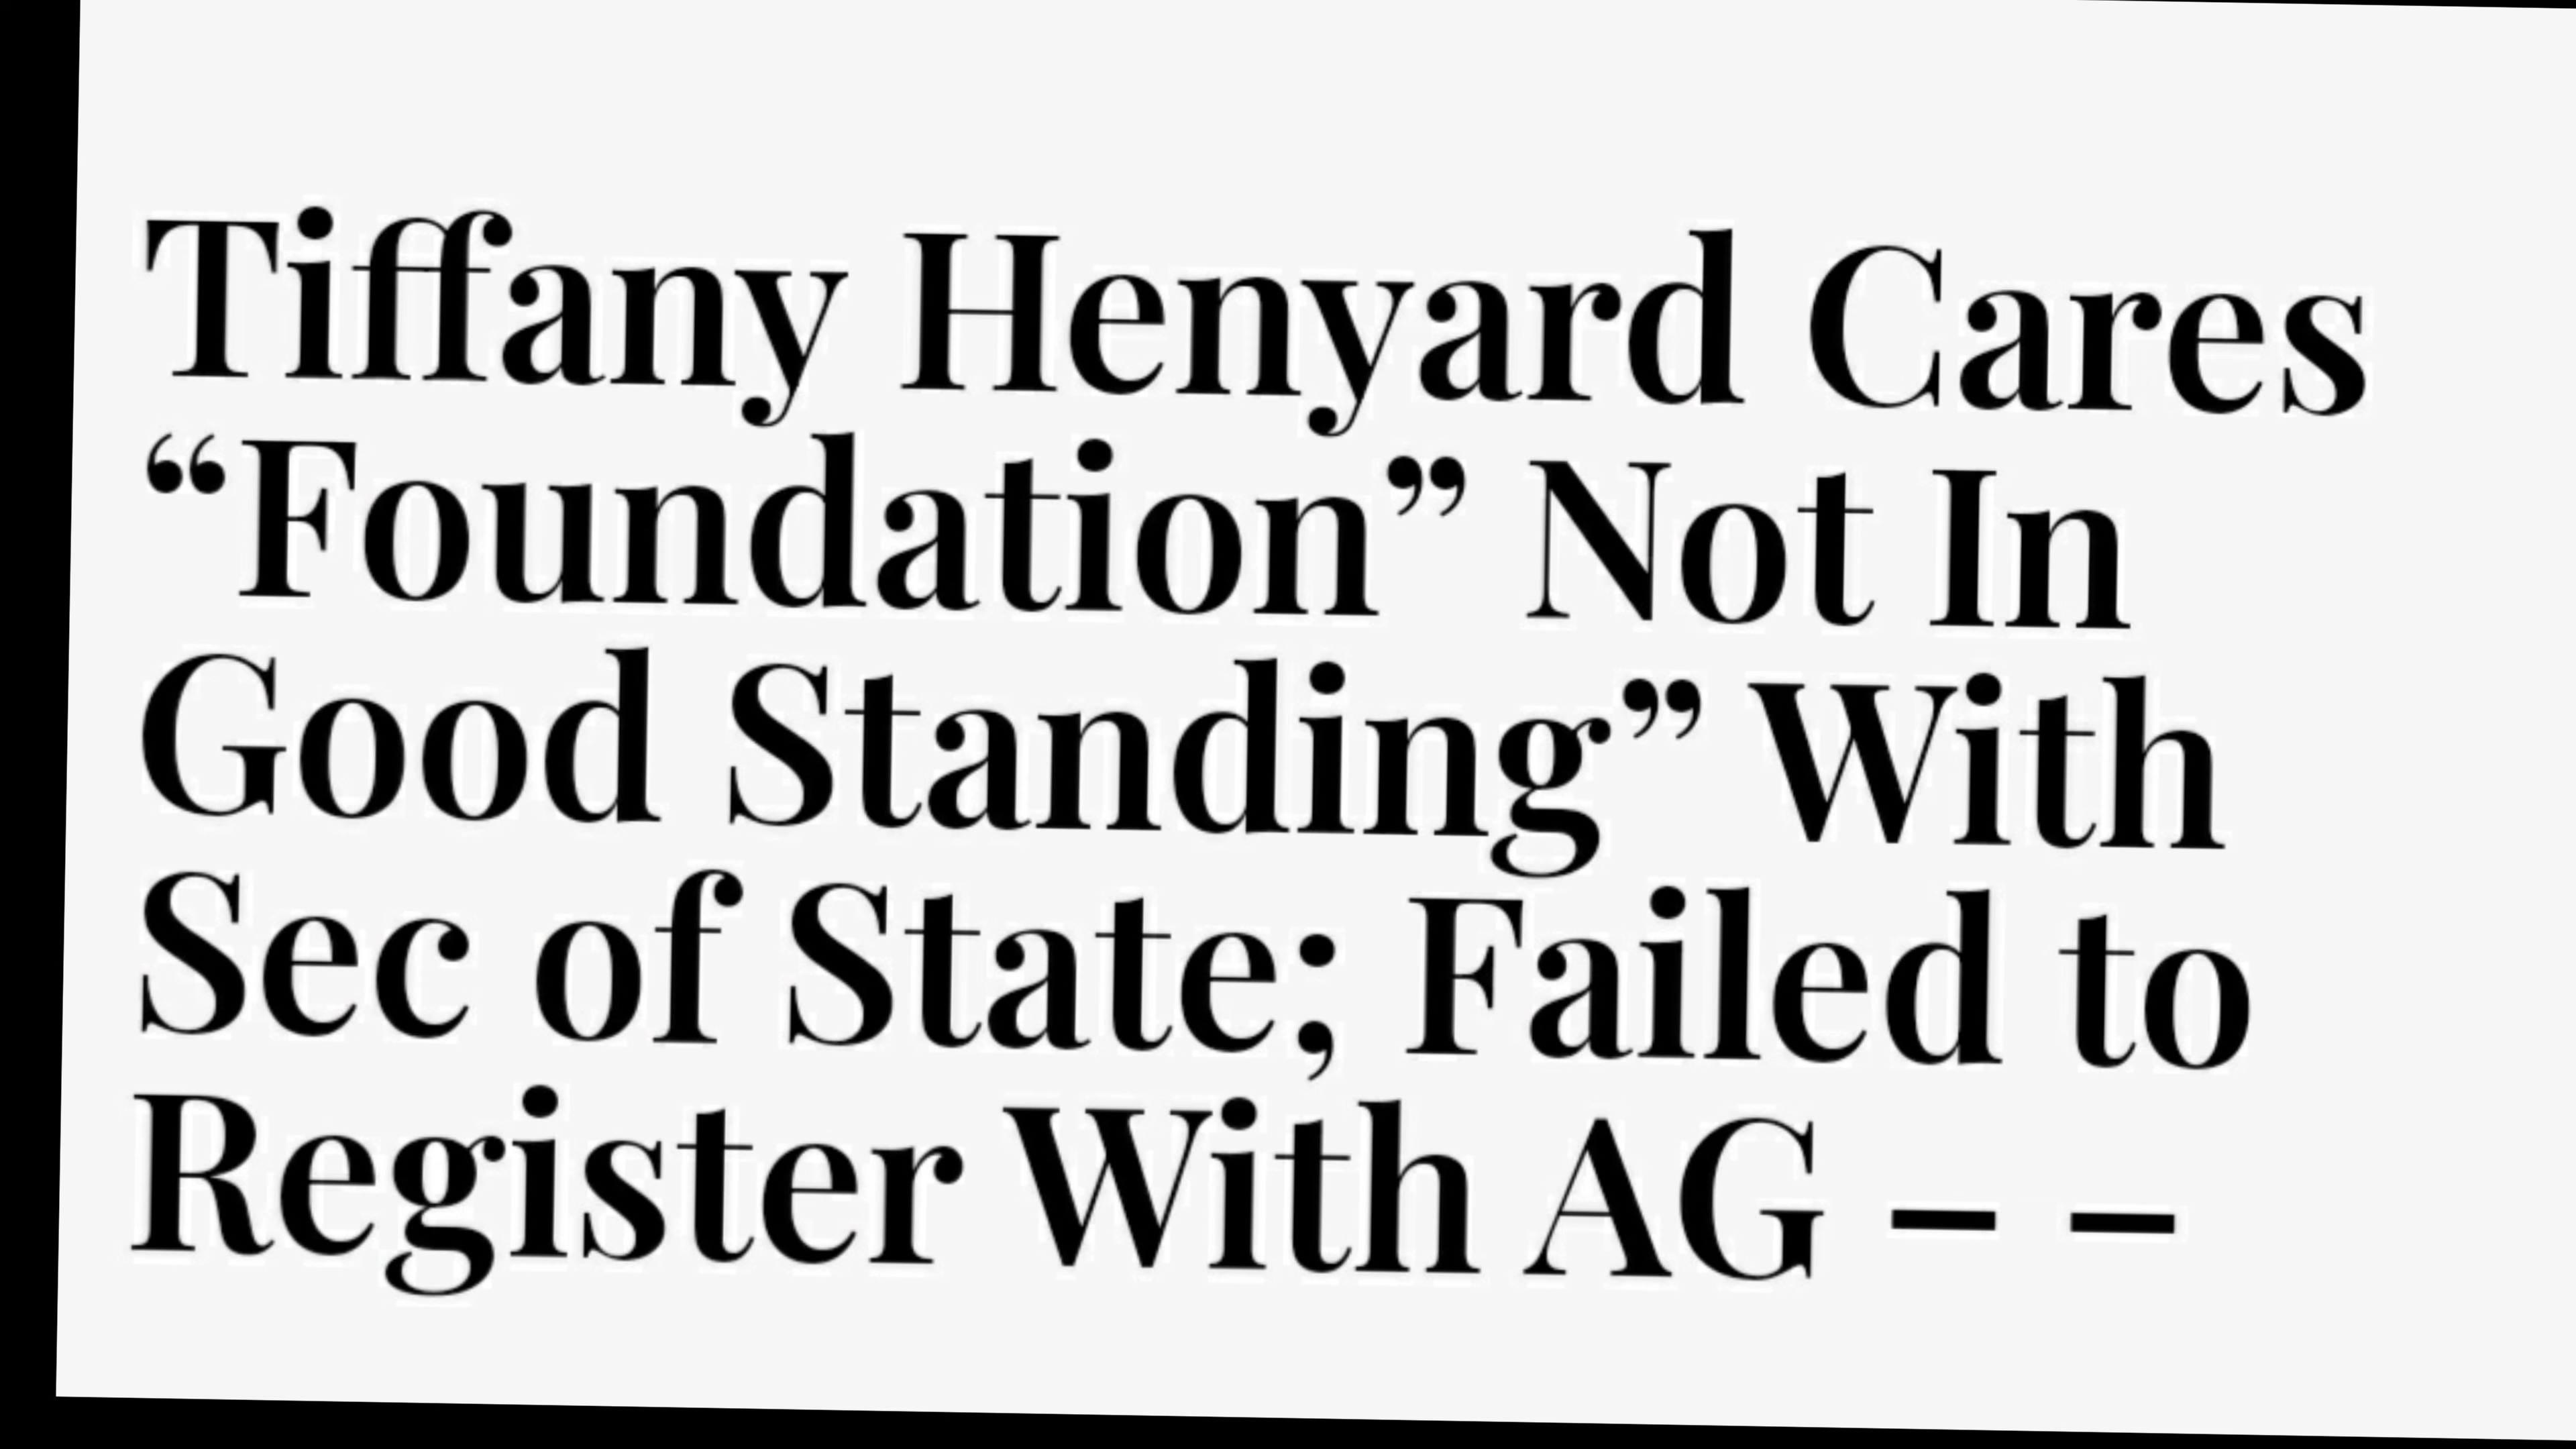 Tiffany Henyard Cares
“Foundation” Not In
Good Standing” With
Sec of State; Failed to
Register With AG – –